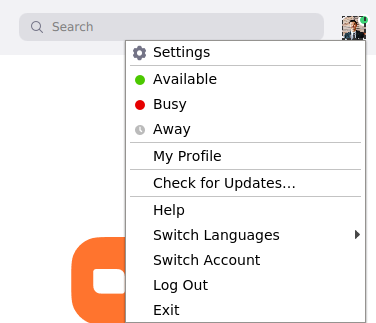 Search
Settings
Available
Busy
Away
My Profile
Check for Updates...
Help
Switch Languages
Switch Account
Log Out
Exit